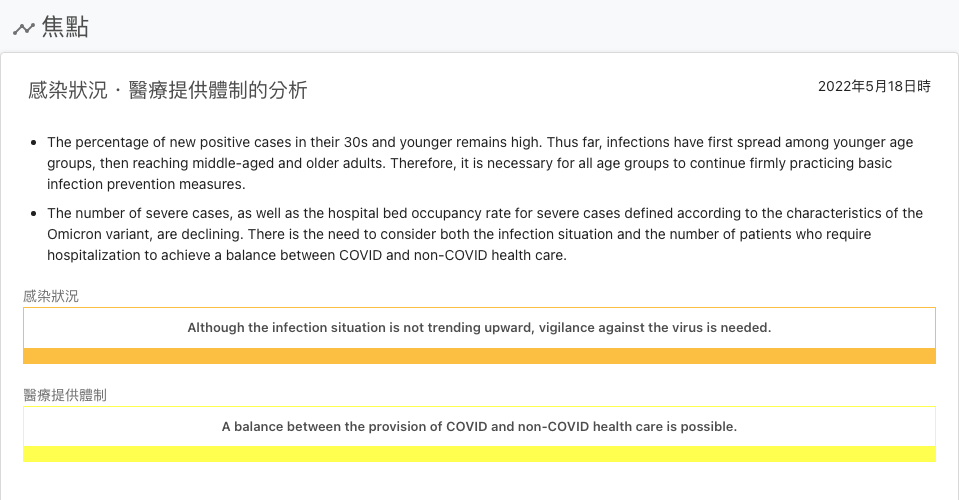 焦點
感染狀況・醫療提供體制的分析
2022年5月18日時
The percentage of new positive cases in their 30s and younger remains high. Thus far, infections have first spread among younger age
groups, then reaching middle-aged and older adults. Therefore, it is necessary for all age groups to continue firmly practicing basic
infection prevention measures.
The number of severe cases, as well as the hospital bed occupancy rate for severe cases defined according to the characteristics of the
Omicron variant, are declining. There is the need to consider both the infection situation and the number of patients who require
hospitalization to achieve a balance between COVID and non-COVID health care.
感染狀況
Although the infection situation is not trending upward, vigilance against the virus is needed.
醫療提供體制
A balance between the provision of COVID and non-COVID health care is possible.